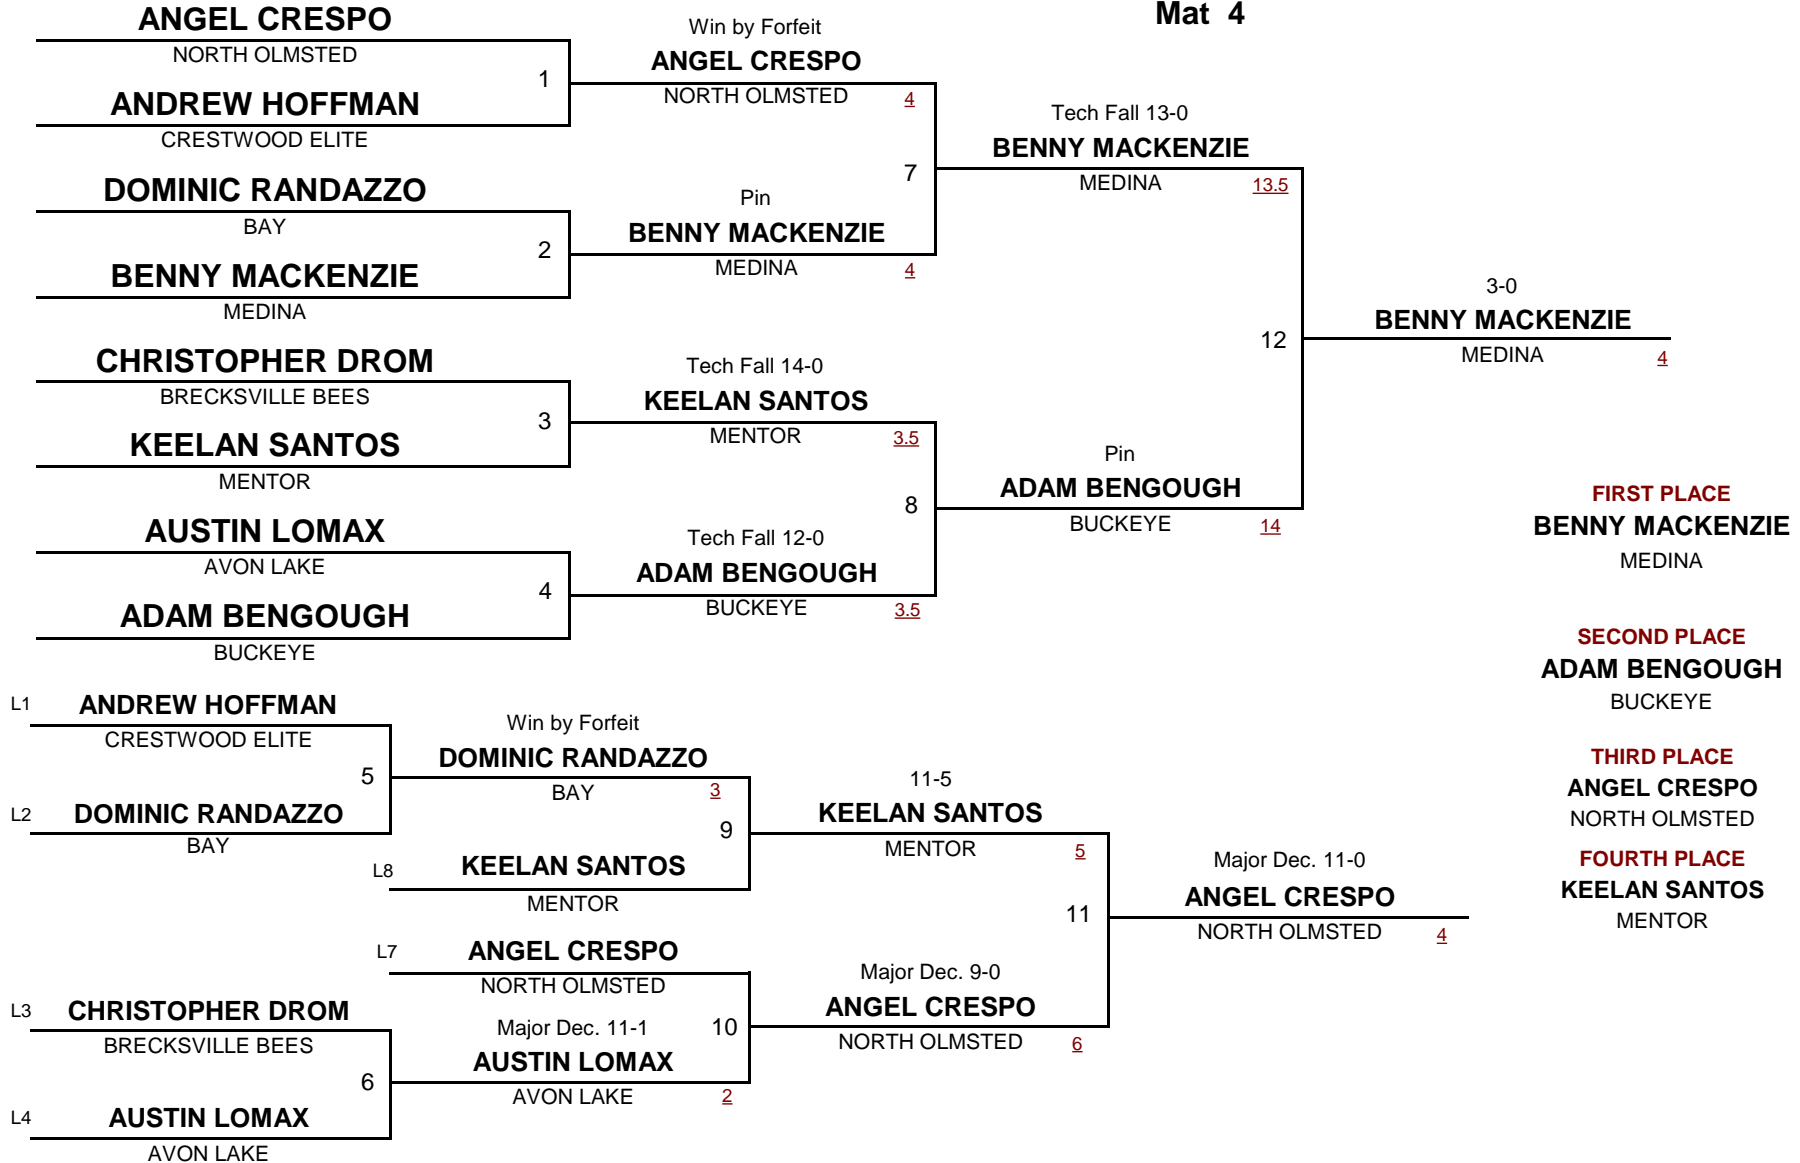 Mat 4
ANGEL CRESPO
NORTH OLMSTED
1
ANDREW HOFFMAN
CRESTWOOD ELITE
DOMINIC RANDAZZO
BAY
2
BENNY MACKENZIE
MEDINA
CHRISTOPHER DROM
BRECKSVILLE BEES
3
KEELAN SANTOS
MENTOR
AUSTIN LOMAX
AVON LAKE
4
ADAM BENGOUGH
BUCKEYE
Win by Forfeit
ANGEL CRESPO
NORTH OLMSTED 4
7
Pin
BENNY MACKENZIE
MEDINA 4
Tech Fall 14-0
KEELAN SANTOS
MENTOR 3.5
8
Tech Fall 12-0
ADAM BENGOUGH
BUCKEYE 3.5
Tech Fall 13-0
BENNY MACKENZIE
MEDINA 13.5
12
Pin
ADAM BENGOUGH
BUCKEYE 14
3-0
BENNY MACKENZIE
MEDINA 4
FIRST PLACE
BENNY MACKENZIE
MEDINA
SECOND PLACE
ADAM BENGOUGH
BUCKEYE
THIRD PLACE
ANGEL CRESPO
NORTH OLMSTED
FOURTH PLACE
KEELAN SANTOS
MENTOR
L1 ANDREW HOFFMAN
CRESTWOOD ELITE
5
L2 DOMINIC RANDAZZO
BAY
L3 CHRISTOPHER DROM
BRECKSVILLE BEES
6
L4 AUSTIN LOMAX
AVON LAKE
Win by Forfeit
DOMINIC RANDAZZO
BAY 3
9
L8 KEELAN SANTOS
MENTOR
L7 ANGEL CRESPO
NORTH OLMSTED
Major Dec. 11-1 10
AUSTIN LOMAX
AVON LAKE 2
11-5
KEELAN SANTOS
MENTOR 5
11
Major Dec. 9-0
ANGEL CRESPO
NORTH OLMSTED 6
Major Dec. 11-0
ANGEL CRESPO
NORTH OLMSTED 4